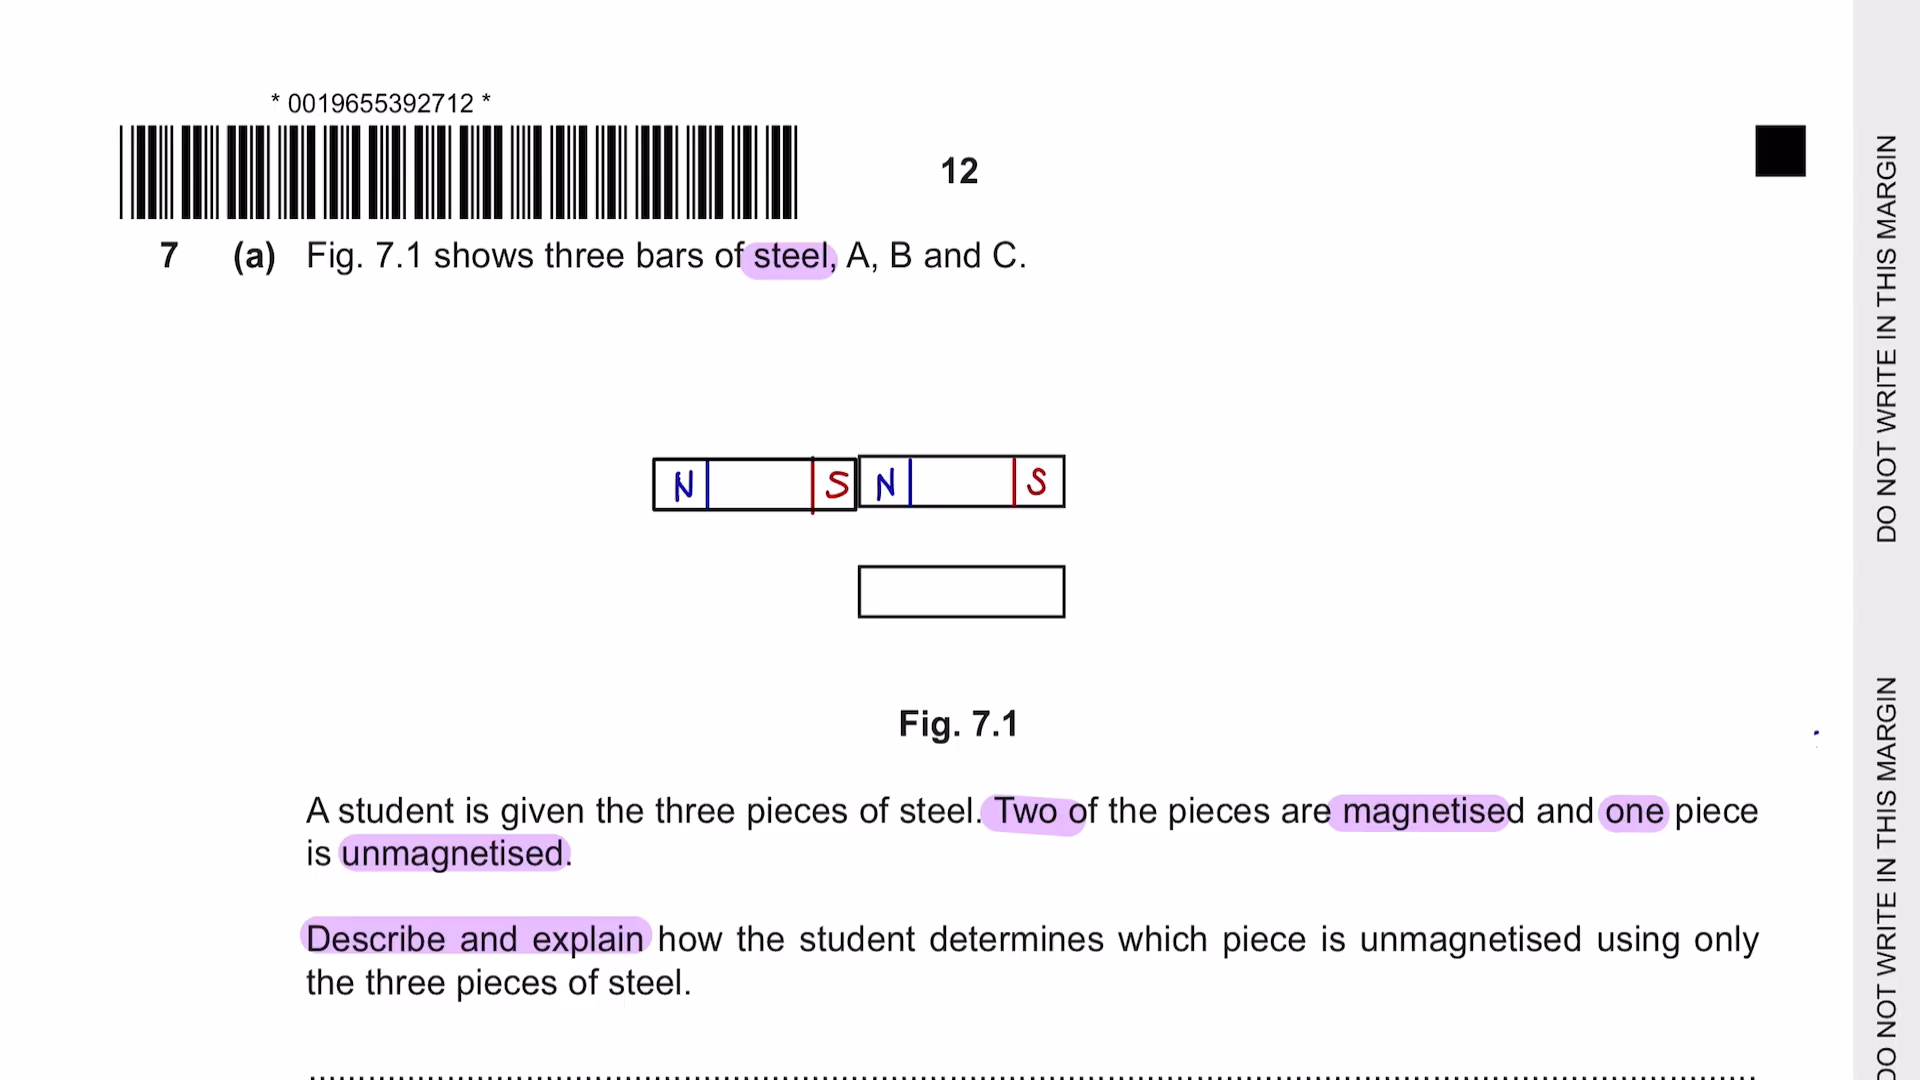 * 0019655392712 *
12
7 (a) Fig. 7.1 shows three bars of steel, A, B and C.
N S N S
Fig. 7.1
A student is given the three pieces of steel. Two of the pieces are magnetised and one piece
is unmagnetised.
Describe and explain how the student determines which piece is unmagnetised using only
the three pieces of steel.
DO NOT WRITE IN THIS MARGIN
DO NOT WRITE IN THIS MARGIN